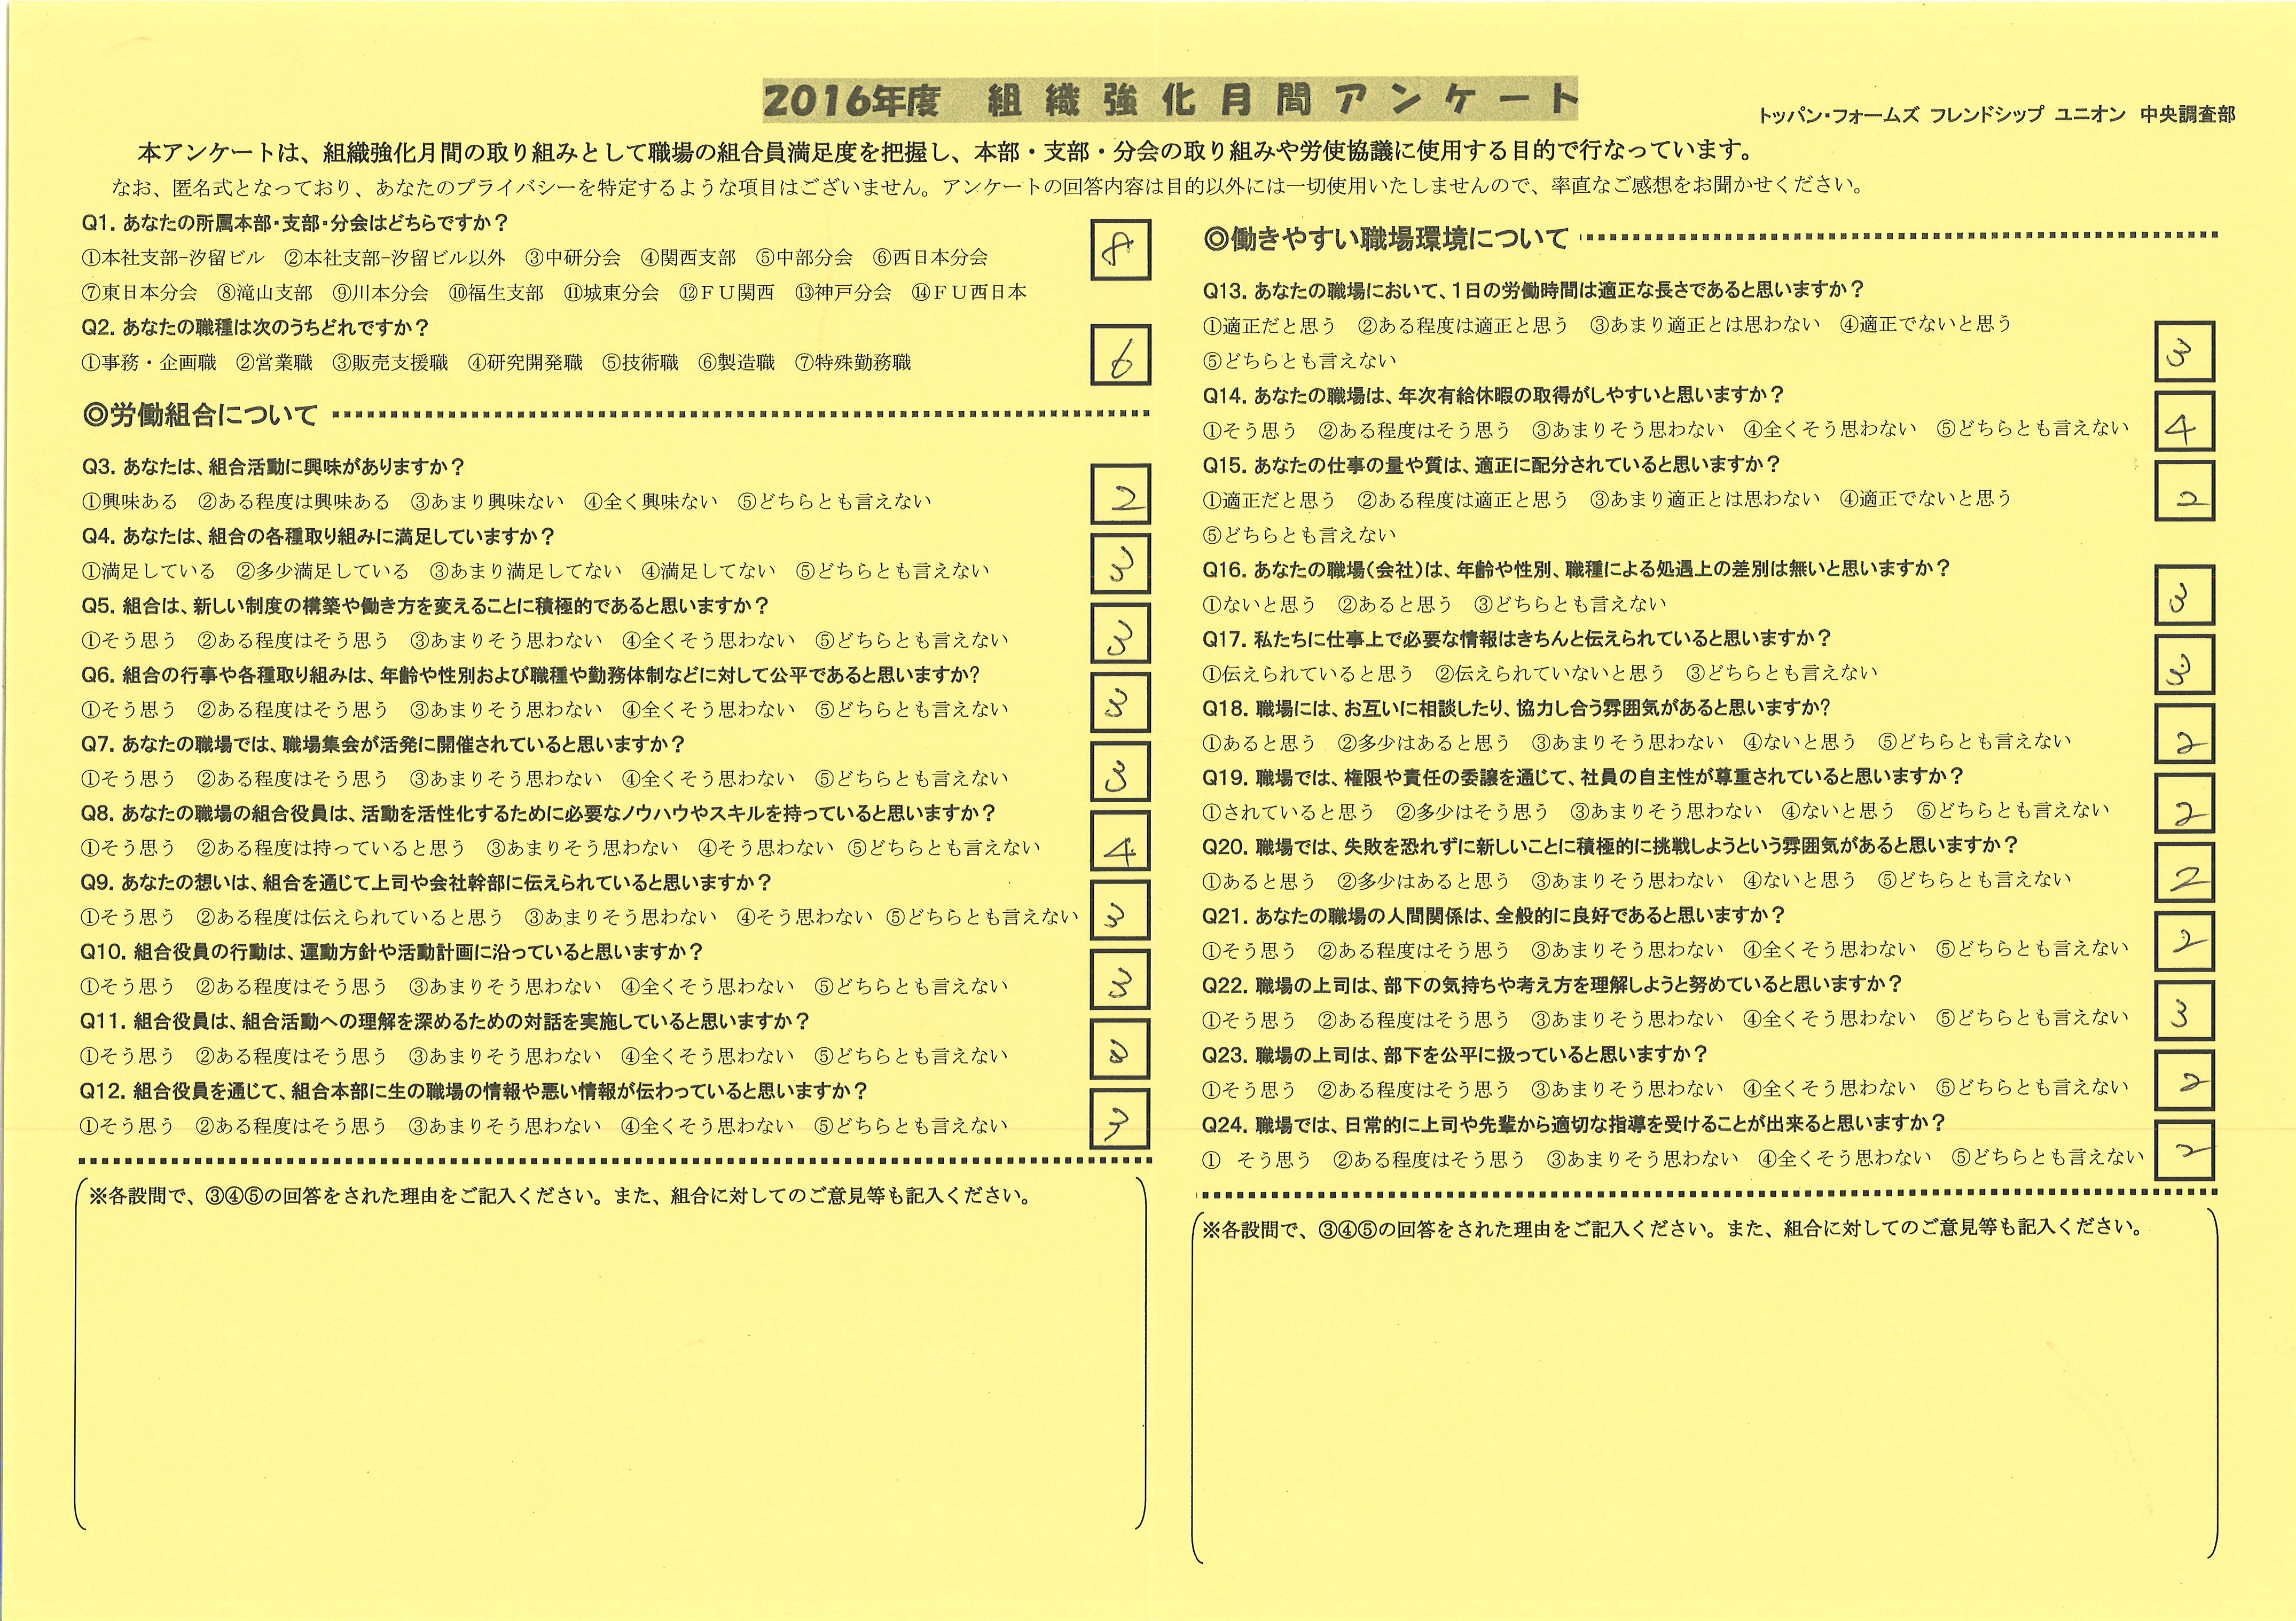 2016年度 組織強化月間アンケート
トッパン・フォームズ フレンドシップ ユニオン 中央調査部
本アンケートは、組織強化月間の取り組みとして職場の組合員満足度を把握し、本部・支部・分会の取り組みや労使協議に使用する目的で行なっています。
なお、匿名式となっており、あなたのプライバシーを特定するような項目はございません。アンケートの回答内容は目的以外には一切使用いたしませんので、率直なご感想をお聞かせください。
Q1. あなたの所属本部・支部・分会はどちらですか？
①本社支部-汐留ビル ②本社支部-汐留ビル以外 ③中研分会 ④関西支部 ⑤中部分会 ⑥西日本分会
8
⑦東日本分会 ⑧滝山支部 ⑨川本分会 ⑩福生支部 ⑪城東分会 ⑫ＦＵ関西 ⑬神戸分会 ⑭ＦＵ西日本
Q2. あなたの職種は次のうちどれですか？
①事務・企画職 ②営業職 ③販売支援職 ④研究開発職 ⑤技術職 ⑥製造職 ⑦特殊勤務職
6
◎労働組合について
Q3. あなたは、組合活動に興味がありますか？
①興味ある ②ある程度は興味ある ③あまり興味ない ④全く興味ない ⑤どちらとも言えない
2
Q4. あなたは、組合の各種取り組みに満足していますか？
①満足している ②多少満足している ③あまり満足してない ④満足してない ⑤どちらとも言えない
3
Q5. 組合は、新しい制度の構築や働き方を変えることに積極的であると思いますか？
①そう思う ②ある程度はそう思う ③あまりそう思わない ④全くそう思わない ⑤どちらとも言えない
3
Q6. 組合の行事や各種取り組みは、年齢や性別および職種や勤務体制などに対して公平であると思いますか?
①そう思う ②ある程度はそう思う ③あまりそう思わない ④全くそう思わない ⑤どちらとも言えない
3
Q7. あなたの職場では、職場集会が活発に開催されていると思いますか？
①そう思う ②ある程度はそう思う ③あまりそう思わない ④全くそう思わない ⑤どちらとも言えない
3
Q8. あなたの職場の組合役員は、活動を活性化するために必要なノウハウやスキルを持っていると思いますか？
①そう思う ②ある程度は持っていると思う ③あまりそう思わない ④そう思わない ⑤どちらとも言えない
4
Q9. あなたの想いは、組合を通じて上司や会社幹部に伝えられていると思いますか？
①そう思う ②ある程度は伝えられていると思う ③あまりそう思わない ④そう思わない ⑤どちらとも言えない
3
Q10. 組合役員の行動は、運動方針や活動計画に沿っていると思いますか？
①そう思う ②ある程度はそう思う ③あまりそう思わない ④全くそう思わない ⑤どちらとも言えない
3
Q11. 組合役員は、組合活動への理解を深めるための対話を実施していると思いますか？
①そう思う ②ある程度はそう思う ③あまりそう思わない ④全くそう思わない ⑤どちらとも言えない
Q12. 組合役員を通じて、組合本部に生の職場の情報や悪い情報が伝わっていると思いますか？
①そう思う ②ある程度はそう思う ③あまりそう思わない ④全くそう思わない ⑤どちらとも言えない
3
※各設問で、③④⑤の回答をされた理由をご記入ください。また、組合に対してのご意見等も記入ください。
◎働きやすい職場環境について
Q13. あなたの職場において、1日の労働時間は適正な長さであると思いますか？
①適正だと思う ②ある程度は適正と思う ③あまり適正とは思わない ④適正でないと思う
⑤どちらとも言えない
3
Q14. あなたの職場は、年次有給休暇の取得がしやすいと思いますか？
①そう思う ②ある程度はそう思う ③あまりそう思わない ④全くそう思わない ⑤どちらとも言えない
4
Q15. あなたの仕事の量や質は、適正に配分されていると思いますか？
①適正だと思う ②ある程度は適正と思う ③あまり適正とは思わない ④適正でないと思う
2
⑤どちらとも言えない
Q16. あなたの職場（会社）は、年齢や性別、職種による処遇上の差別は無いと思いますか？
①ないと思う ②あると思う ③どちらとも言えない
3
Q17. 私たちに仕事上で必要な情報はきちんと伝えられていると思いますか？
①伝えられていると思う ②伝えられていないと思う ③どちらとも言えない
3
Q18. 職場には、お互いに相談したり、協力し合う雰囲気があると思いますか?
①あると思う ②多少はあると思う ③あまりそう思わない ④ないと思う ⑤どちらとも言えない
2
Q19. 職場では、権限や責任の委譲を通じて、社員の自主性が尊重されていると思いますか？
①されていると思う ②多少はそう思う ③あまりそう思わない ④ないと思う ⑤どちらとも言えない
2
Q20. 職場では、失敗を恐れずに新しいことに積極的に挑戦しようという雰囲気があると思いますか？
①あると思う ②多少はあると思う ③あまりそう思わない ④ないと思う ⑤どちらとも言えない
2
Q21. あなたの職場の人間関係は、全般的に良好であると思いますか？
①そう思う ②ある程度はそう思う ③あまりそう思わない ④全くそう思わない ⑤どちらとも言えない
2
Q22. 職場の上司は、部下の気持ちや考え方を理解しようと努めていると思いますか？
①そう思う ②ある程度はそう思う ③あまりそう思わない ④全くそう思わない ⑤どちらとも言えない
3
Q23. 職場の上司は、部下を公平に扱っていると思いますか？
①そう思う ②ある程度はそう思う ③あまりそう思わない ④全くそう思わない ⑤どちらとも言えない
2
Q24. 職場では、日常的に上司や先輩から適切な指導を受けることが出来ると思いますか？
① そう思う ②ある程度はそう思う ③あまりそう思わない ④全くそう思わない ⑤どちらとも言えない
2
※各設問で、③④⑤の回答をされた理由をご記入ください。また、組合に対してのご意見等も記入ください。